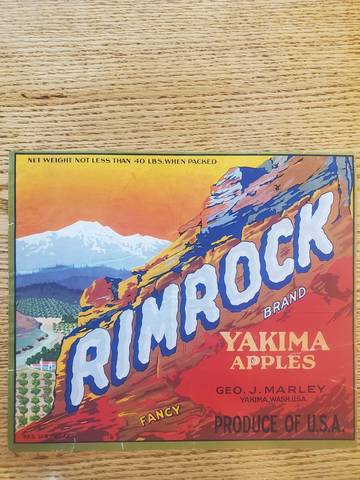 NET WEIGHT NOT LESS THAN 40 LBS. WHEN PACKED
RIMROCK
BRAND
YAKIMA
APPLES
GEO. J. MARLEY
YAKIMA, WASH. U.S.A.
FANCY
PRODUCE OF U.S.A.